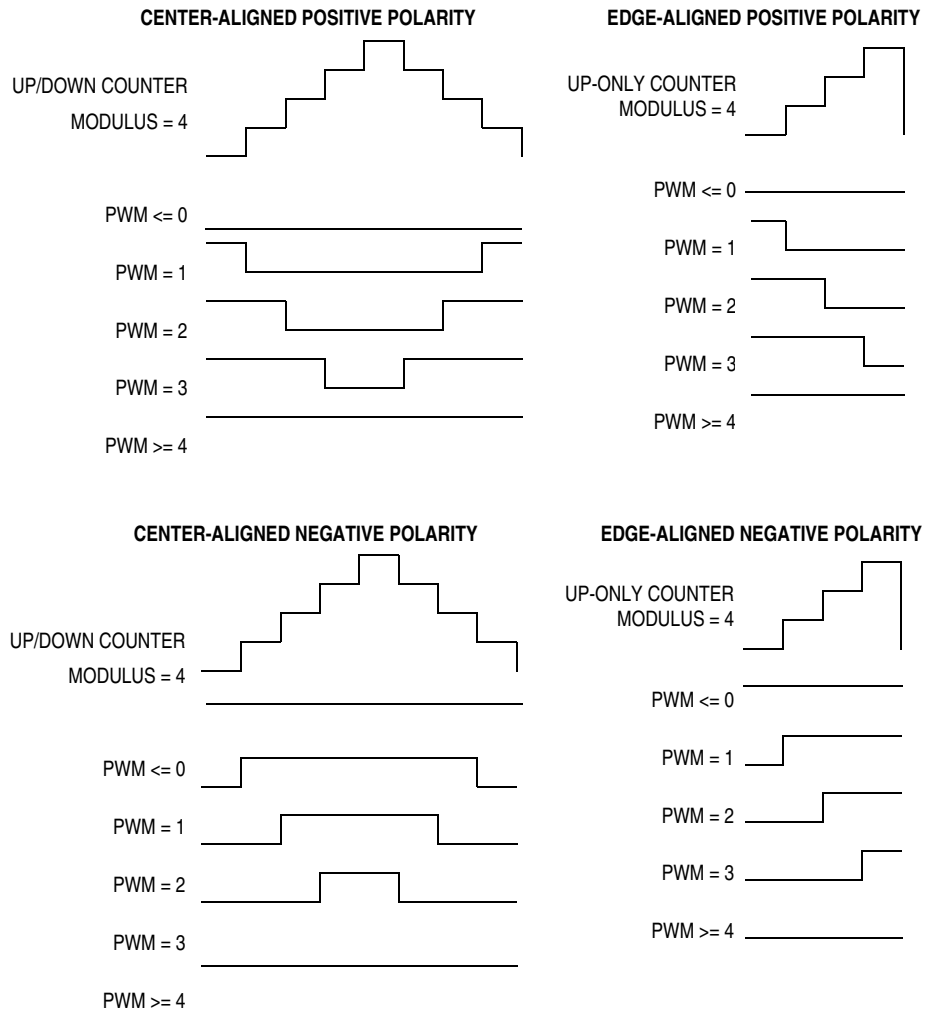 CENTER-ALIGNED POSITIVE POLARITY
UP/DOWN COUNTER
MODULUS = 4
PWM <= 0
PWM = 1
PWM = 2
PWM = 3
PWM >= 4
EDGE-ALIGNED POSITIVE POLARITY
UP-ONLY COUNTER
MODULUS = 4
PWM <= 0
PWM = 1
PWM = 2
PWM = 3
PWM >= 4
CENTER-ALIGNED NEGATIVE POLARITY
UP/DOWN COUNTER
MODULUS = 4
PWM <= 0
PWM = 1
PWM = 2
PWM = 3
PWM >= 4
EDGE-ALIGNED NEGATIVE POLARITY
UP-ONLY COUNTER
MODULUS = 4
PWM <= 0
PWM = 1
PWM = 2
PWM = 3
PWM >= 4